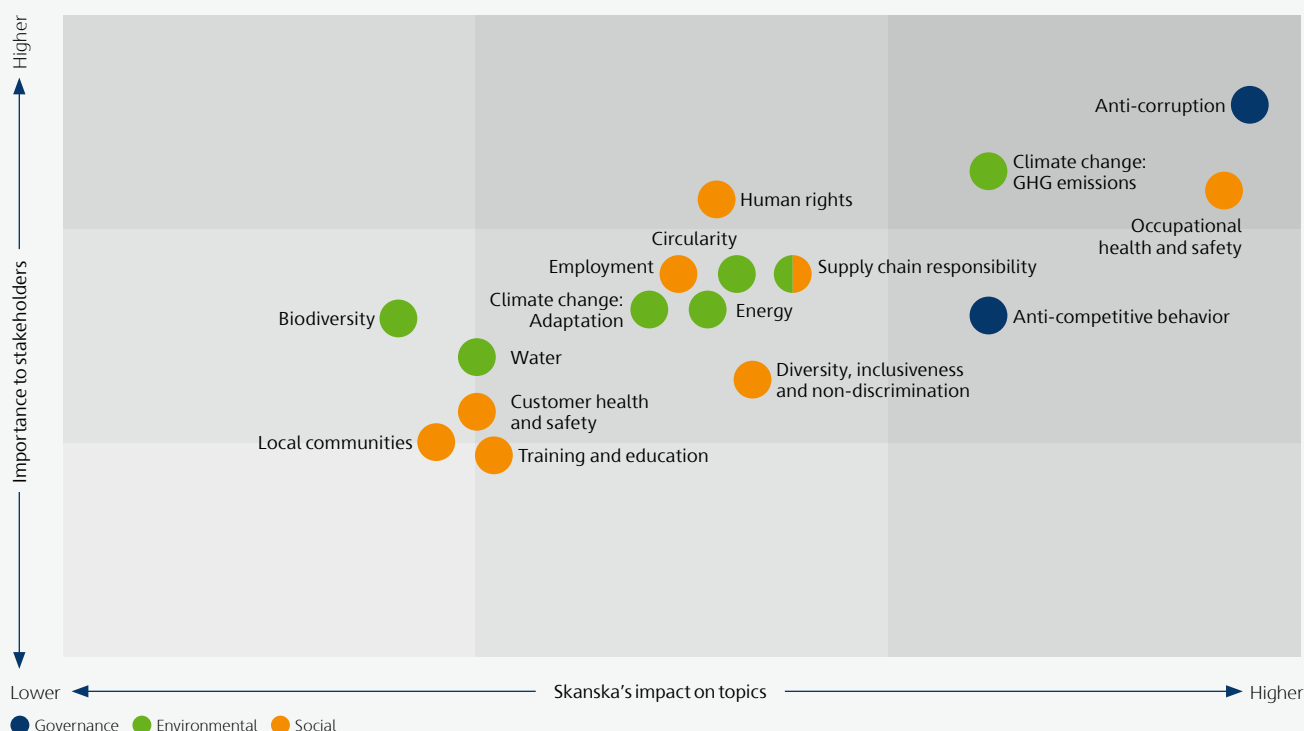 Higher
Importance to stakeholders
Anti-corruption
Climate change:
GHG emissions
Occupational
health and safety
Human rights
Circularity
Employment
Supply chain responsibility
Climate change:
Adaptation
Energy
Anti-competitive behavior
Biodiversity
Water
Diversity, inclusiveness
and non-discrimination
Customer health
and safety
Local communities
Training and education
Lower
Skanska’s impact on topics
Higher
Governance
Environmental
Social